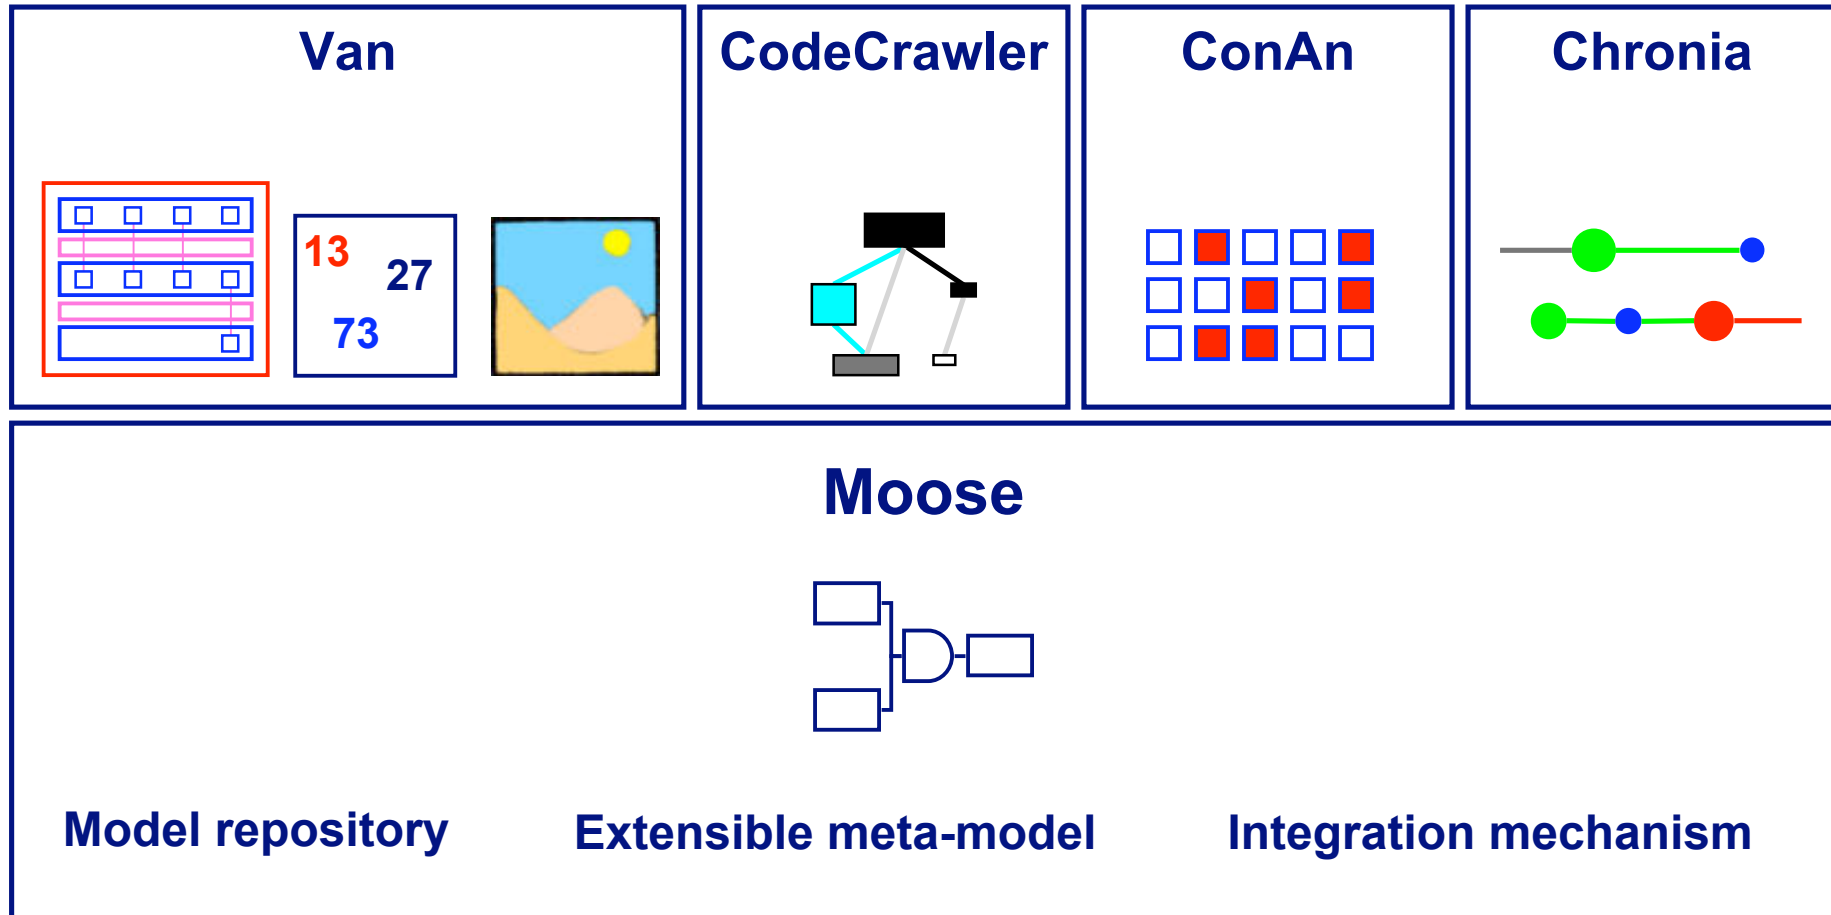 Van
CodeCrawler
ConAn
Chronia
13
27
73
Moose
Model repository
Extensible meta-model
Integration mechanism